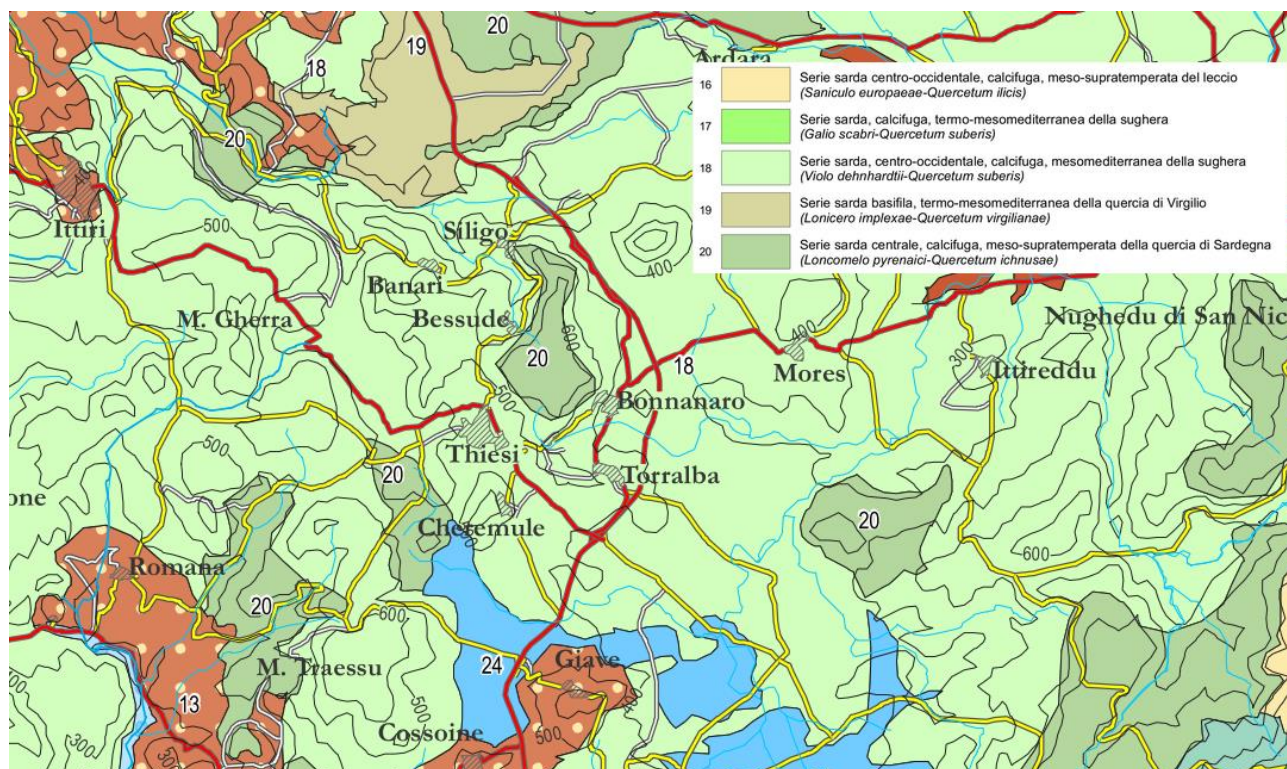 19
20
Ardara
18
16 Serie sarda centro-occidentale, calcifuga, meso-supratemperata del leccio
(Saniculo europaeae-Quercetum ilicis)
17 Serie sarda, calcifuga, termo-mesomediterranea della sughera
(Galio scabri-Quercetum suberis)
18 Serie sarda, centro-occidentale, calcifuga, mesomediterranea della sughera
(Violo dehnhardtii-Quercetum suberis)
19 Serie sarda basifila, termo-mesomediterranea della quercia di Virgilio
(Lonicero implexae-Quercetum virgilianae)
20 Serie sarda centrale, calcifuga, meso-supratemperata della quercia di Sardegna
(Loncomelo pyrenaici-Quercetum ichnusae)
20
Ittiri
500
Siligo
400
Banari
M. Gherra
Bessude
600
400
Nughedu di San Nic
20
18
Mores
300
Ittireddu
500
Bonnanaro
500
Thiesi
20
Torralba
one
Cheremule
20
600
Romana
20
600
M. Traessu
24
Giave
13
500
Cossoine
500
300